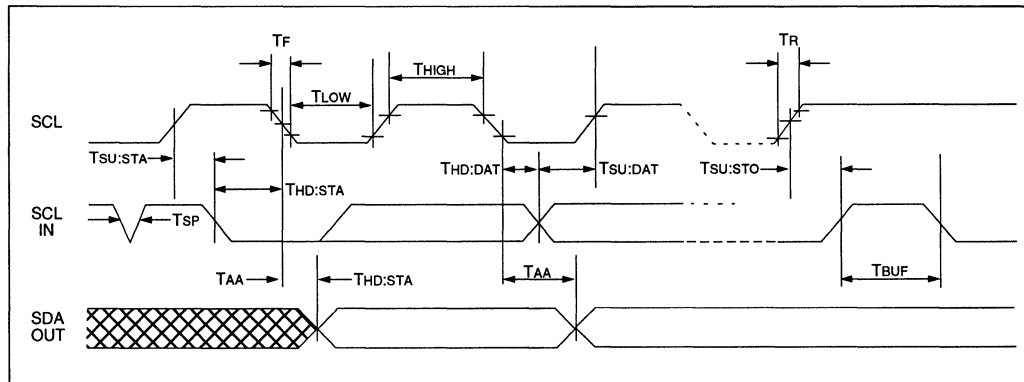 TF
TR
THIGH
TLOW
SCL
TSU:STA
THD:DAT
TSU:DAT
TSU:STO
THD:STA
SCL
IN
TSP
TAA
THD:STA
TAA
TBUF
SDA
OUT